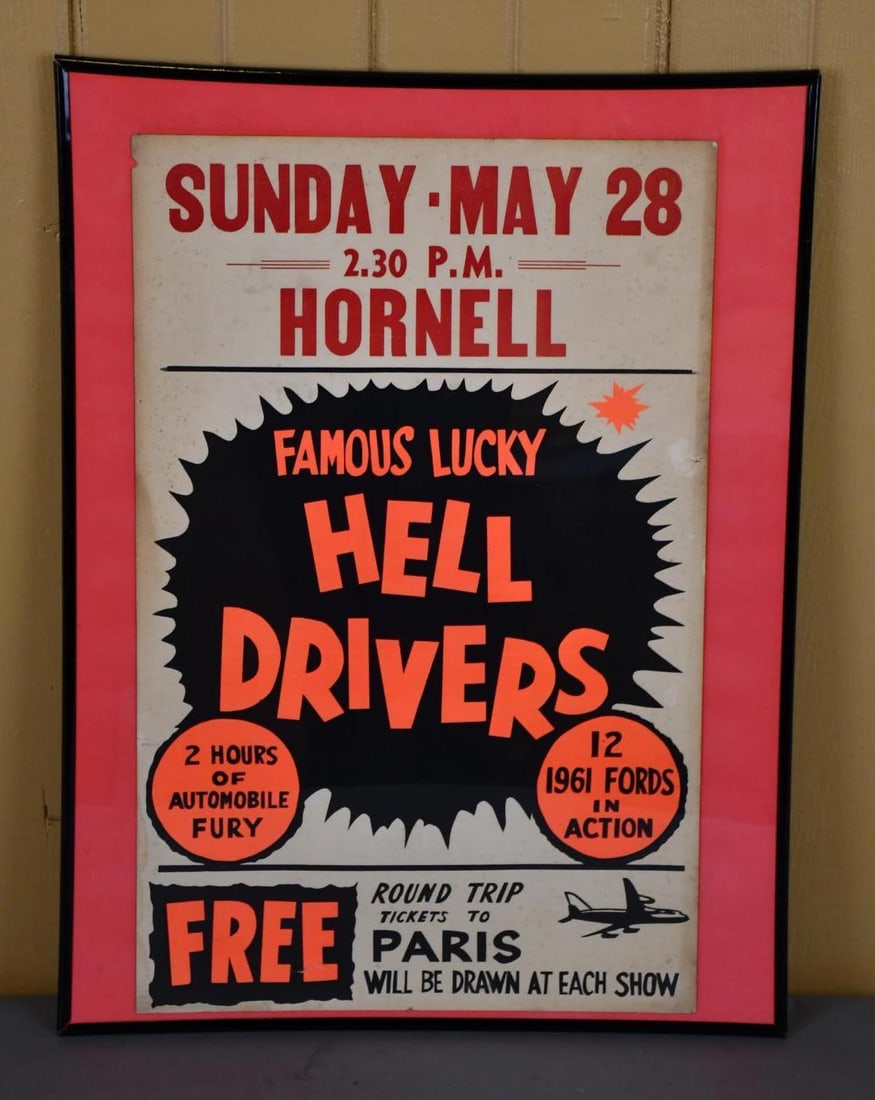 SUNDAY · MAY 28
2.30 P.M.
HORNELL
FAMOUS LUCKY
HELL
DRIVERS
2 HOURS
OF
AUTOMOBILE
FURY
12
1961 FORDS
IN
ACTION
FREE
ROUND TRIP
TICKETS TO
PARIS
WILL BE DRAWN AT EACH SHOW